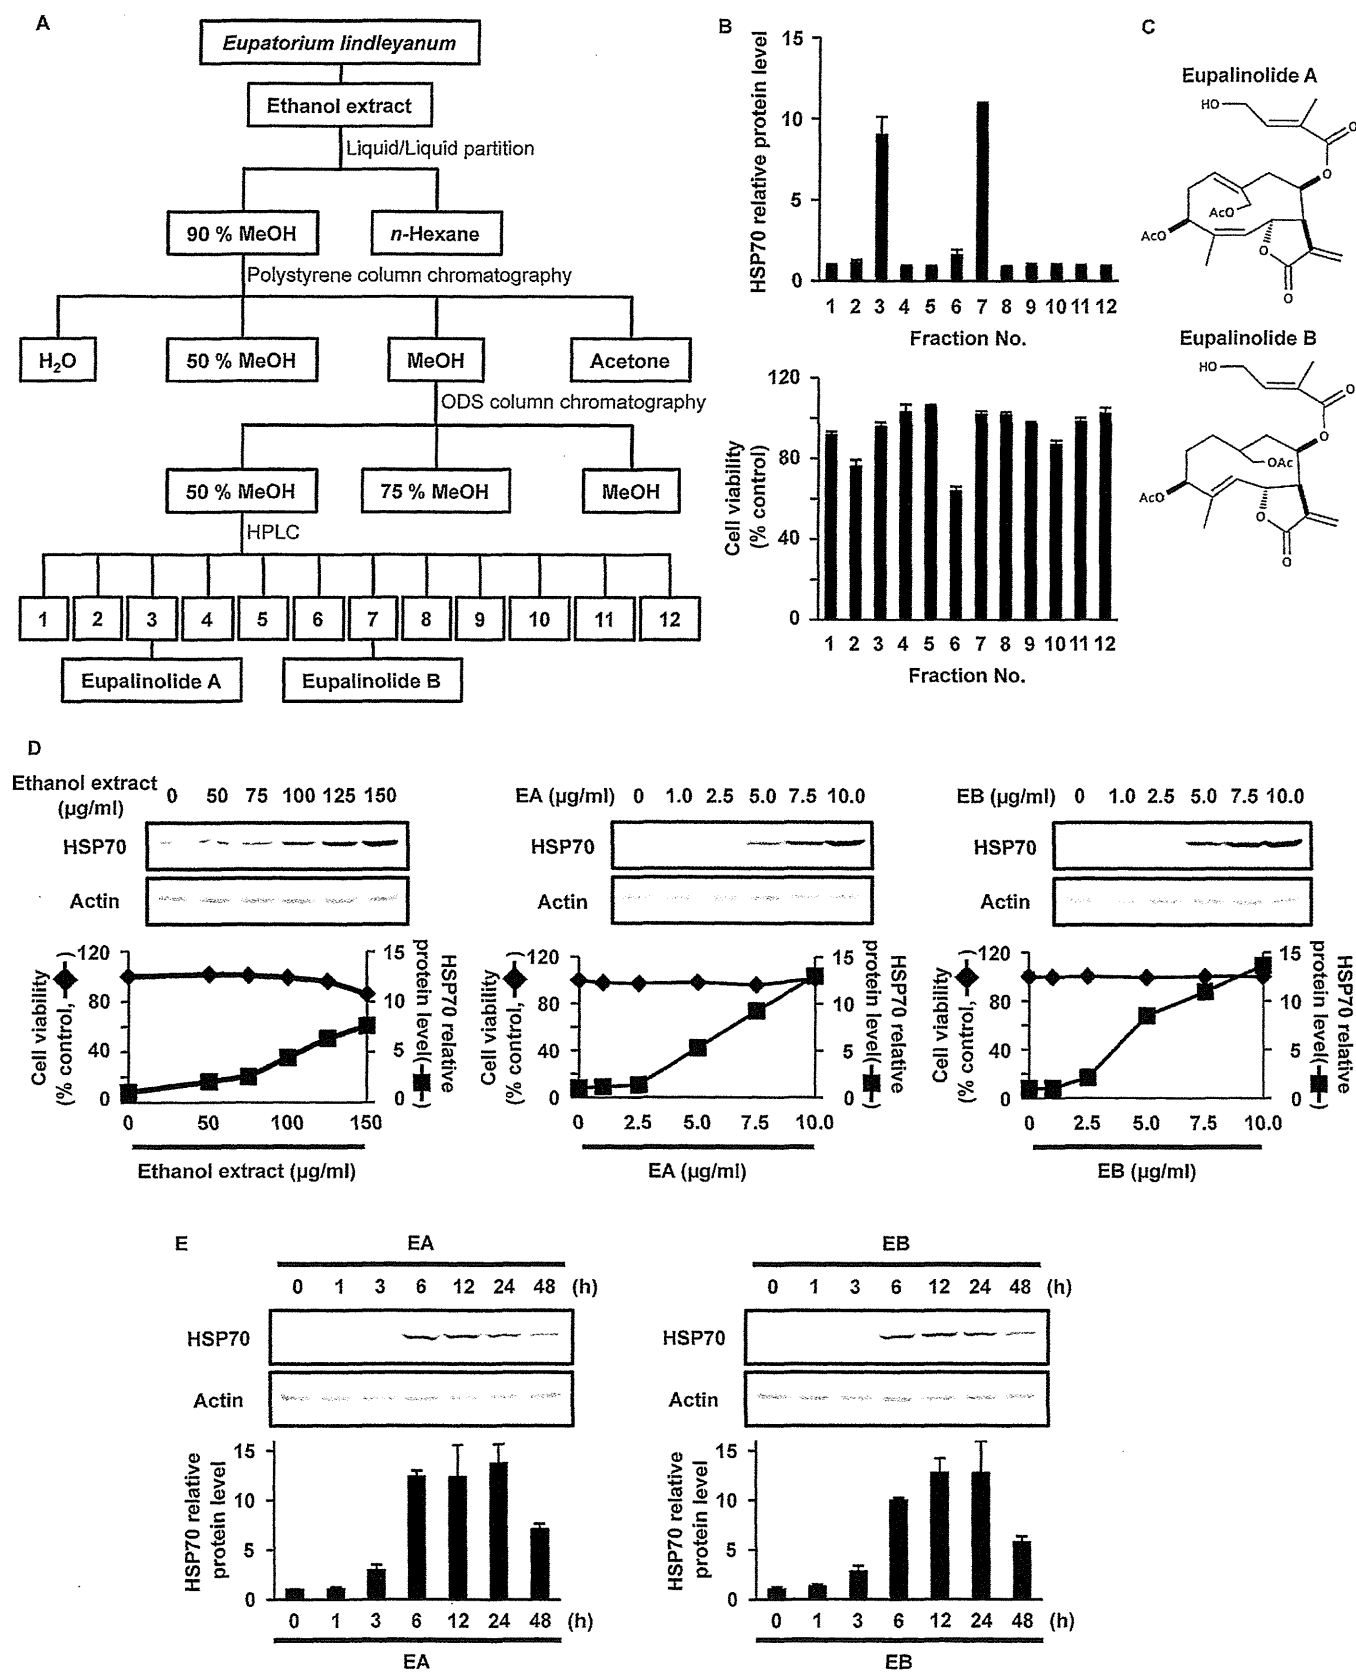 A
Eupatorium lindleyanum
Ethanol extract
Liquid/Liquid partition
90 % MeOH
n-Hexane
Polystyrene column chromatography
H2O
50 % MeOH
MeOH
Acetone
ODS column chromatography
50 % MeOH
75 % MeOH
MeOH
HPLC
1 2 3 4 5 6 7 8 9 10 11 12
Eupalinolide A
Eupalinolide B
B
HSP70 relative protein level
15
10
5
0
1 2 3 4 5 6 7 8 9 10 11 12
Fraction No.
Cell viability
(% control)
120
80
40
0
1 2 3 4 5 6 7 8 9 10 11 12
Fraction No.
C
Eupalinolide A
HO
O
O
AcO
AcO
O
O
Eupalinolide B
HO
O
O
OAc
AcO
O
O
D
Ethanol extract
(μg/ml)
0 50 75 100 125 150
HSP70
Actin
Cell viability
(% control, )
120
80
40
0
15
10
5
0
HSP70 relative
protein level( )
0 50 100 150
Ethanol extract (μg/ml)
EA (μg/ml) 0 1.0 2.5 5.0 7.5 10.0
HSP70
Actin
Cell viability
(% control, )
120
80
40
0
15
10
5
0
HSP70 relative
protein level( )
0 2.5 5.0 7.5 10.0
EA (μg/ml)
EB (μg/ml) 0 1.0 2.5 5.0 7.5 10.0
HSP70
Actin
Cell viability
(% control, )
120
80
40
0
15
10
5
0
HSP70 relative
protein level( )
0 2.5 5.0 7.5 10.0
EB (μg/ml)
E
EA
0 1 3 6 12 24 48 (h)
HSP70
Actin
HSP70 relative
protein level
15
10
5
0
0 1 3 6 12 24 48 (h)
EA
EB
0 1 3 6 12 24 48 (h)
HSP70
Actin
HSP70 relative
protein level
15
10
5
0
0 1 3 6 12 24 48 (h)
EB